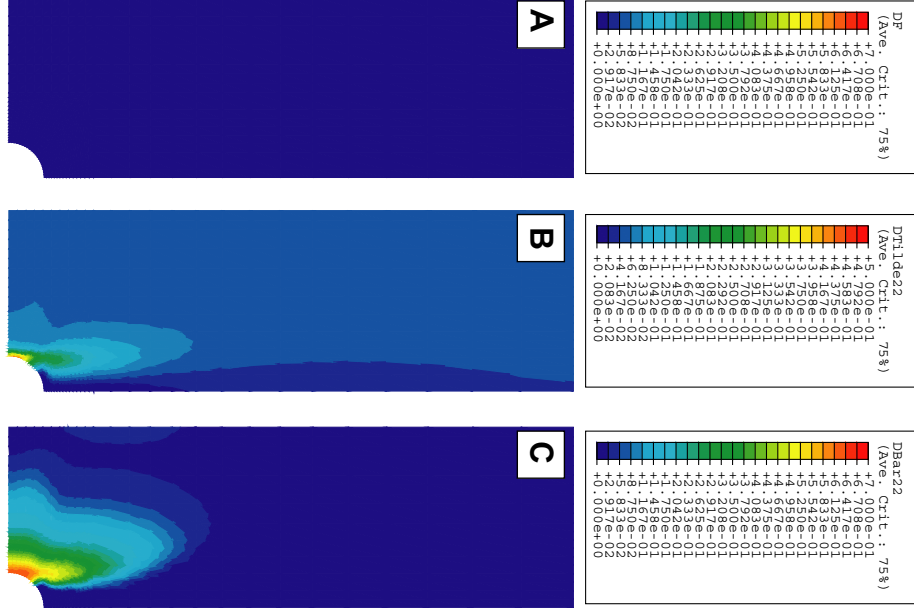 DF
(Ave. Crit.: 75%)
+7.000e-01
+6.708e-01
+6.417e-01
+6.125e-01
+5.833e-01
+5.542e-01
+5.250e-01
+4.958e-01
+4.667e-01
+4.375e-01
+4.083e-01
+3.792e-01
+3.500e-01
+3.208e-01
+2.917e-01
+2.625e-01
+2.333e-01
+2.042e-01
+1.750e-01
+1.458e-01
+1.167e-01
+8.750e-02
+5.833e-02
+2.917e-02
+0.000e+00
A
DTilde22
(Ave. Crit.: 75%)
+5.000e-01
+4.792e-01
+4.583e-01
+4.375e-01
+4.167e-01
+3.958e-01
+3.750e-01
+3.542e-01
+3.333e-01
+3.125e-01
+2.917e-01
+2.708e-01
+2.500e-01
+2.292e-01
+2.083e-01
+1.875e-01
+1.667e-01
+1.458e-01
+1.250e-01
+1.042e-01
+8.333e-02
+6.250e-02
+4.167e-02
+2.083e-02
+0.000e+00
B
DBar22
(Ave. Crit.: 75%)
+7.000e-01
+6.708e-01
+6.417e-01
+6.125e-01
+5.833e-01
+5.542e-01
+5.250e-01
+4.958e-01
+4.667e-01
+4.375e-01
+4.083e-01
+3.792e-01
+3.500e-01
+3.208e-01
+2.917e-01
+2.625e-01
+2.333e-01
+2.042e-01
+1.750e-01
+1.458e-01
+1.167e-01
+8.750e-02
+5.833e-02
+2.917e-02
+0.000e+00
C